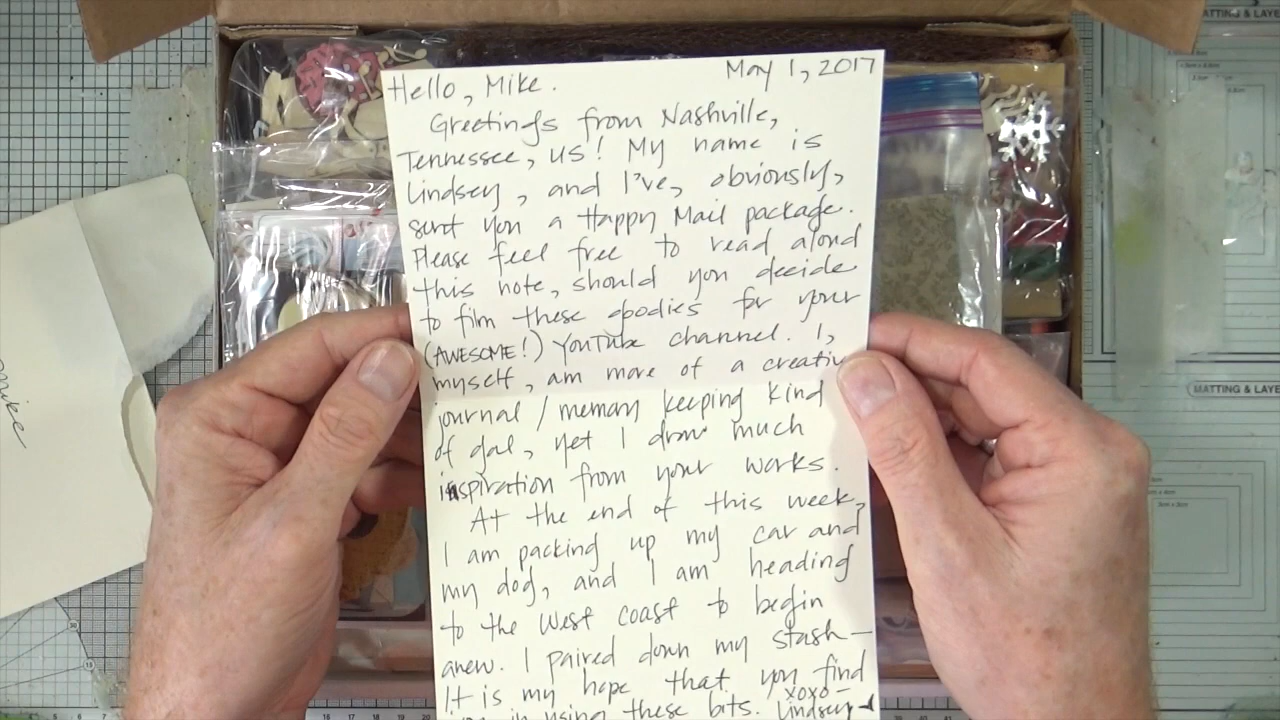 May 1, 2017
Hello, Mike.
Greetings from Nashville,
Tennessee, US! My name is
Lindsey, and I've, obviously,
sent you a Happy Mail package.
Please feel free to read aloud
this note, should you decide
to film these goodies for your
(AWESOME!) YouTube channel. I,
myself, am more of a creative
journal / memory keeping kind
of gal, yet I draw much
inspiration from your works.
At the end of this week,
I am packing up my car and
my dog, and I am heading
to the West coast to begin
anew. I paired down my stash—
It is my hope that you find
joy in using these bits. xoxo—
Lindsey
mike
MATTING & LAYE
MATTING & LAYE